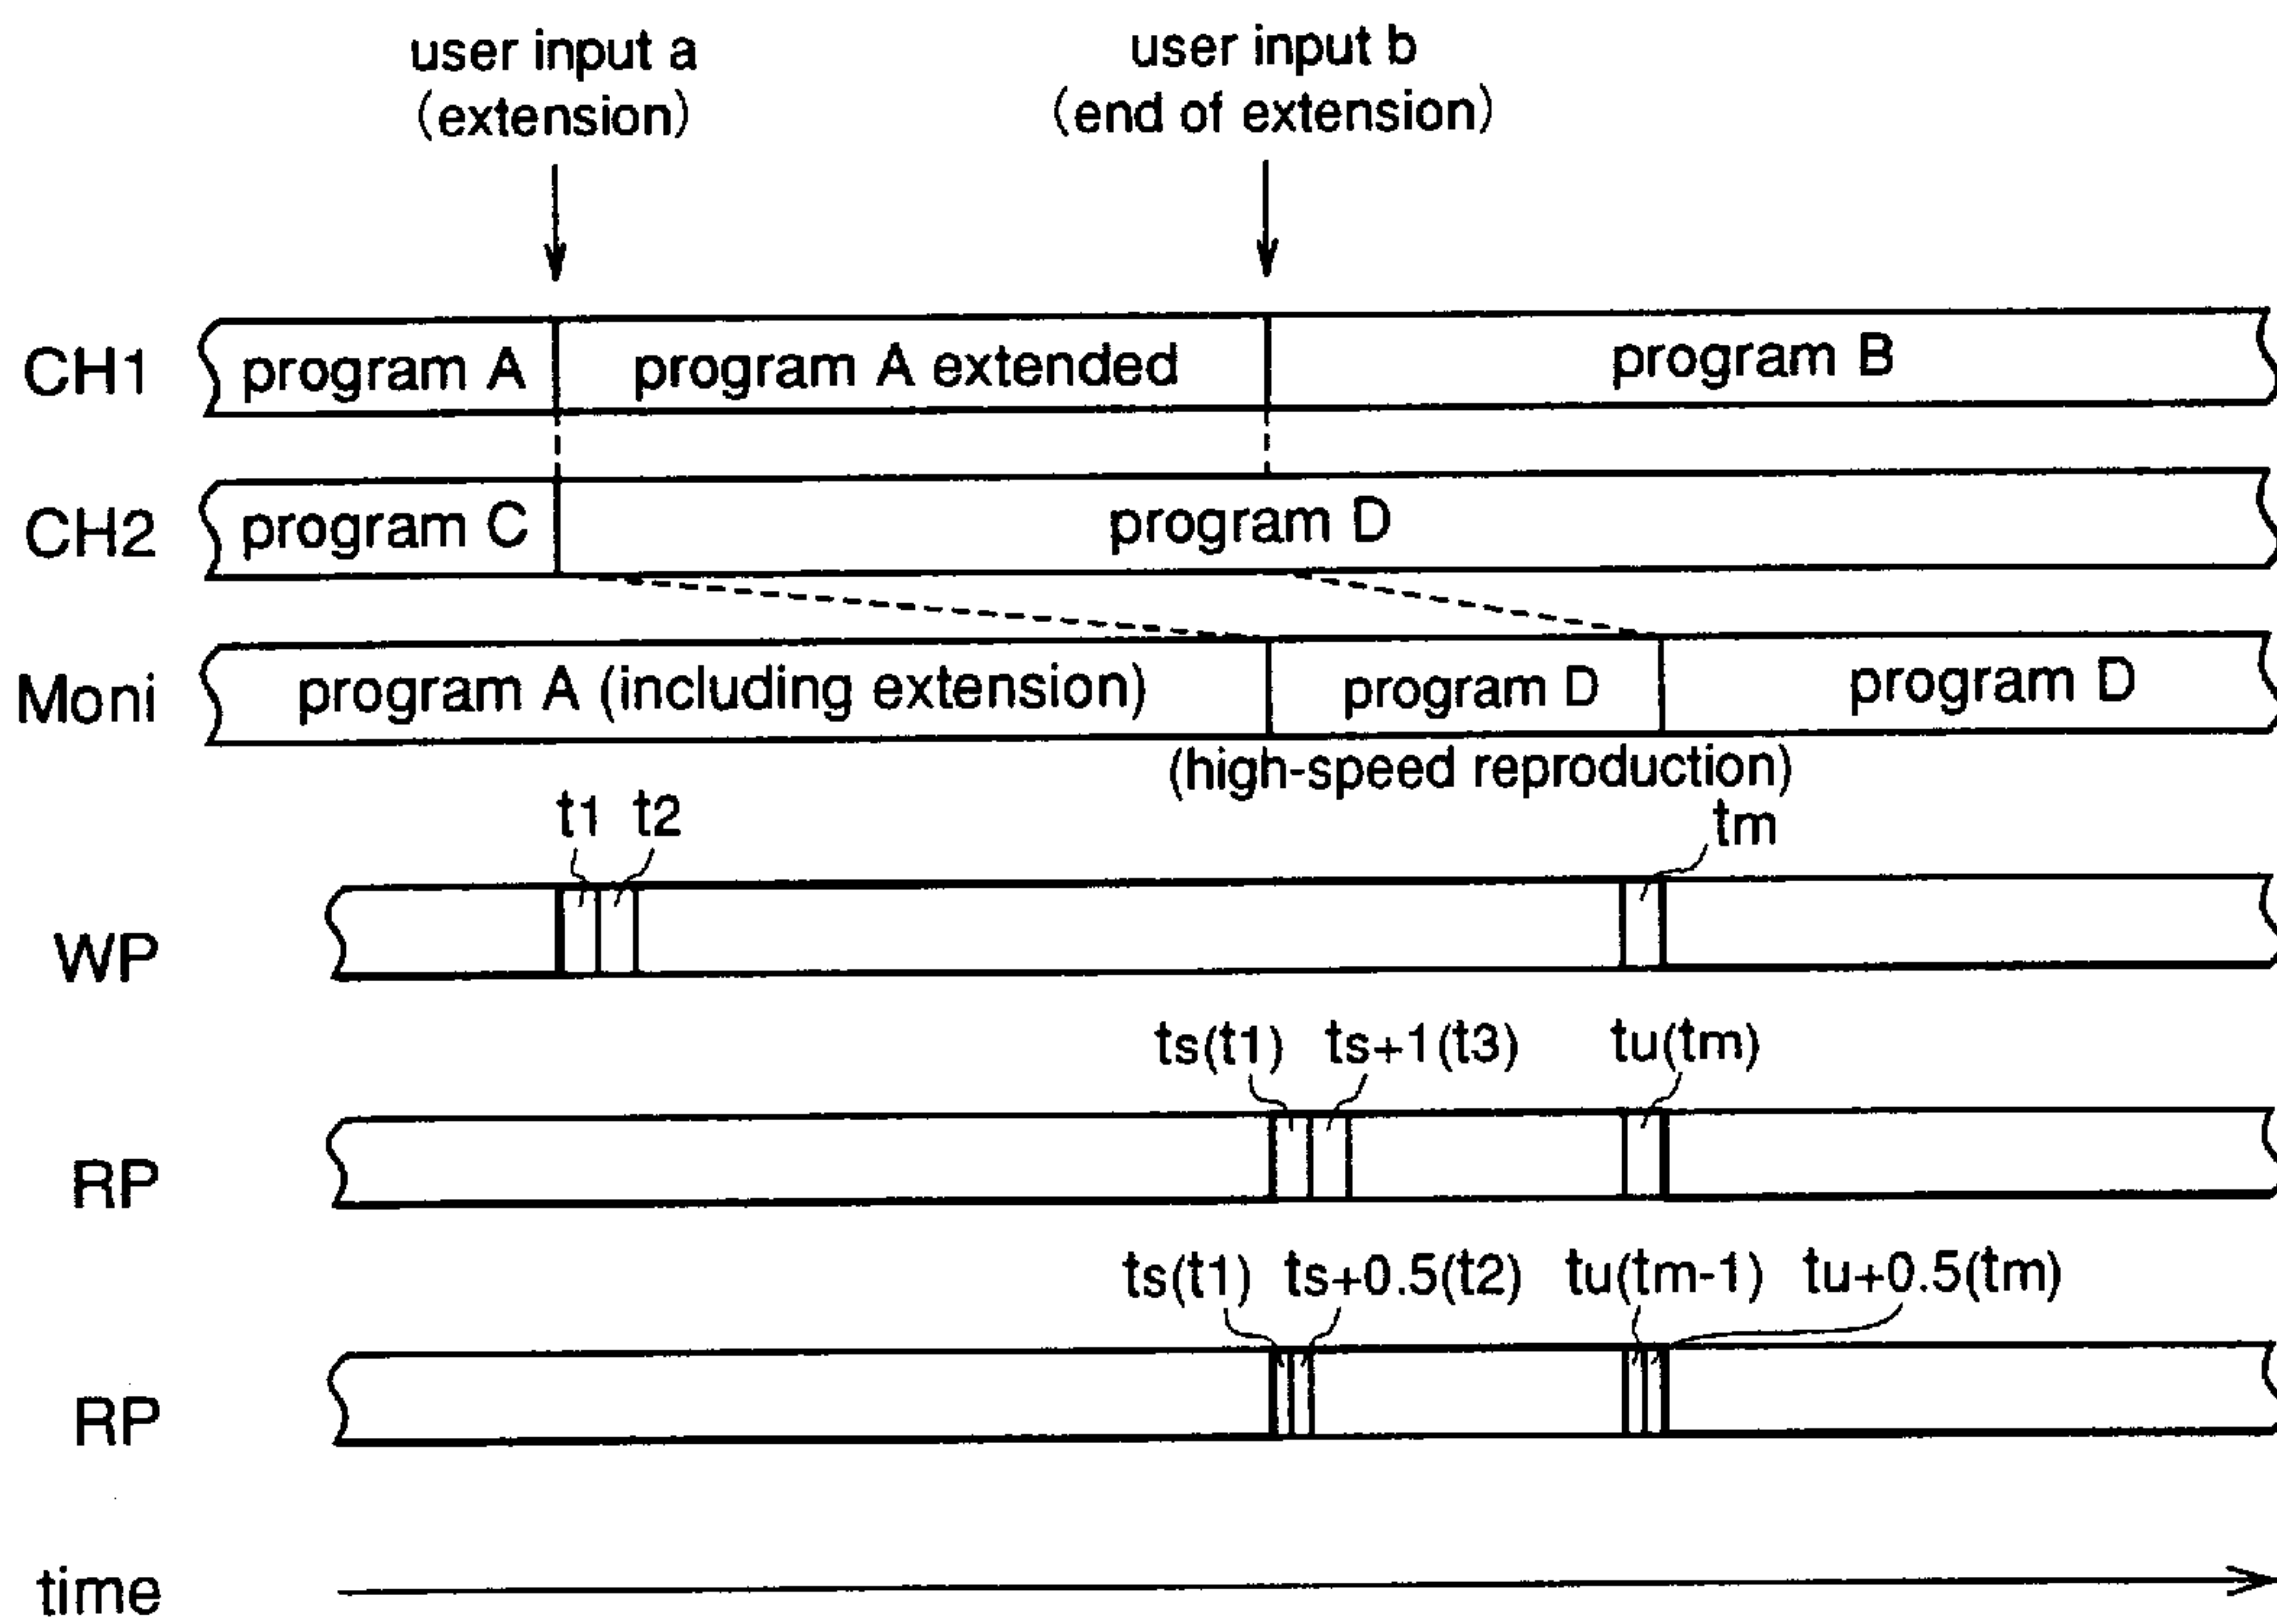 user input a
(extension)
user input b
(end of extension)
CH1
program A
program A extended
program B
CH2
program C
program D
Moni
program A (including extension)
program D
program D
(high-speed reproduction)
t1
t2
tm
WP
ts(t1)
ts+1(t3)
tu(tm)
RP
ts(t1)
ts+0.5(t2)
tu(tm-1)
tu+0.5(tm)
RP
time